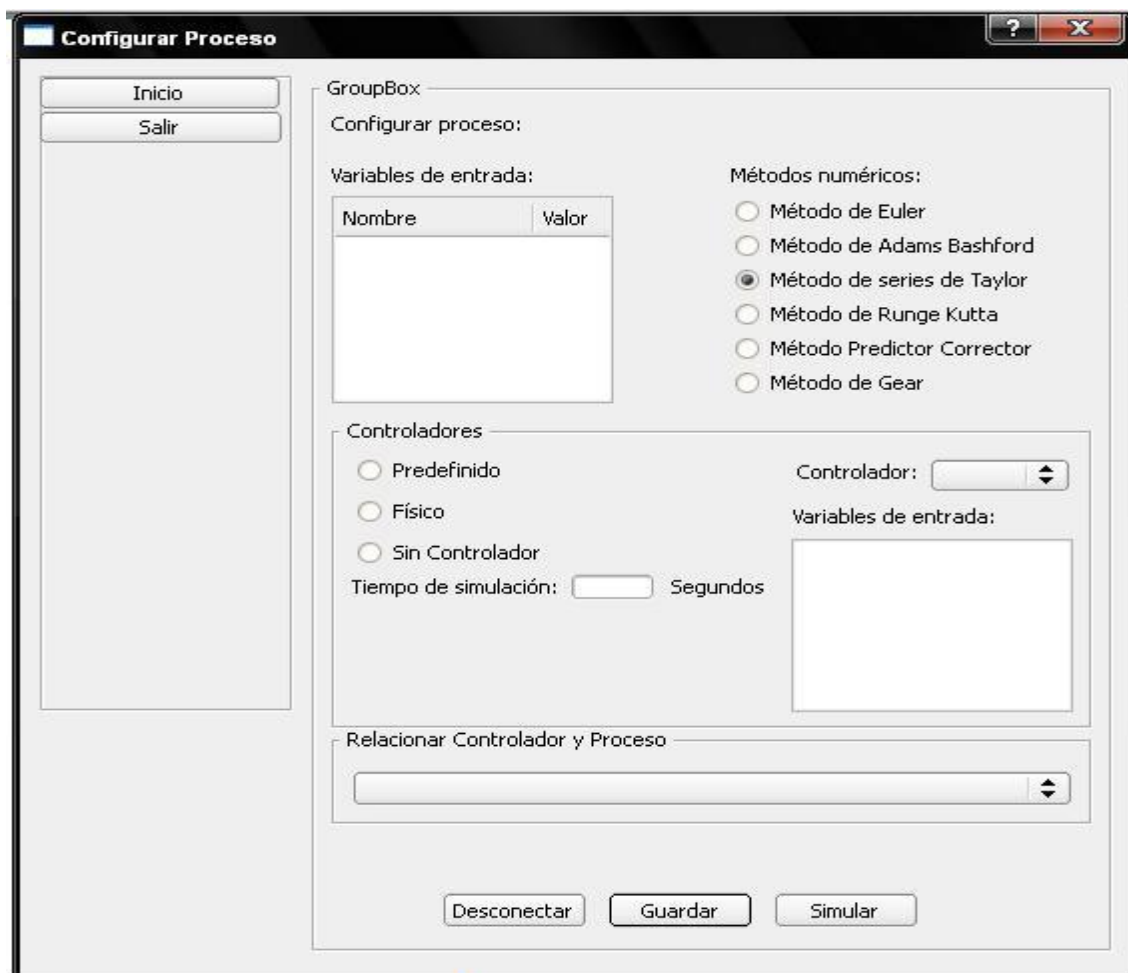 Configurar Proceso
?
X
Inicio
Salir
GroupBox
Configurar proceso:
Variables de entrada:
Nombre Valor
Métodos numéricos:
Método de Euler
Método de Adams Bashford
Método de series de Taylor
Método de Runge Kutta
Método Predictor Corrector
Método de Gear
Controladores
Predefinido
Físico
Sin Controlador
Tiempo de simulación: Segundos
Controlador:
Variables de entrada:
Relacionar Controlador y Proceso
Desconectar Guardar Simular